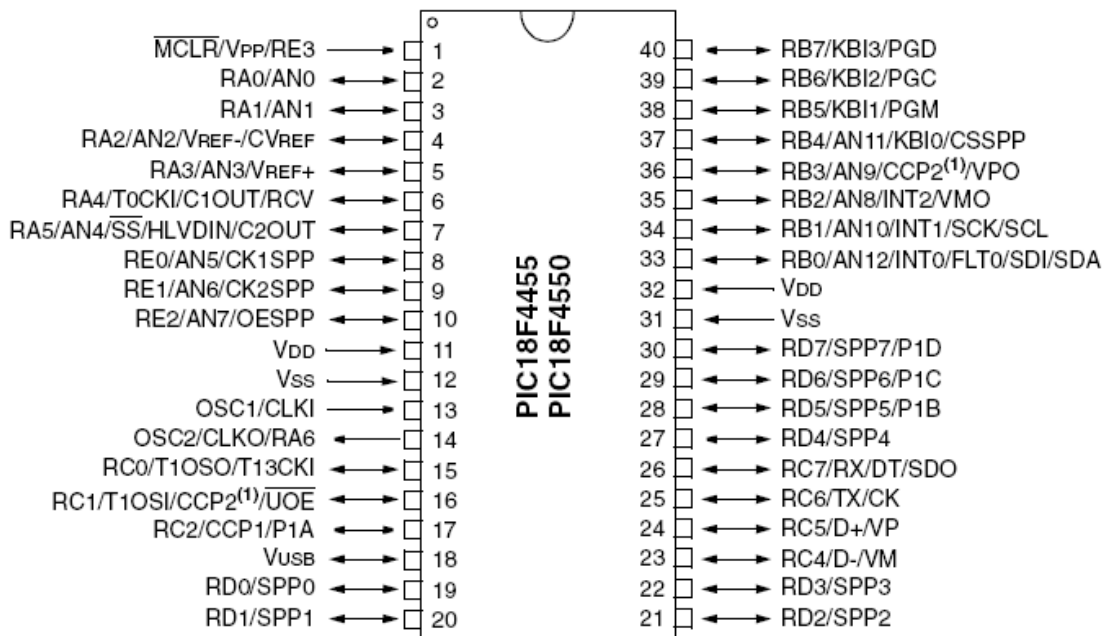 MCLR/VPP/RE3 1
RA0/AN0 2
RA1/AN1 3
RA2/AN2/VREF-/CVREF 4
RA3/AN3/VREF+ 5
RA4/T0CKI/C1OUT/RCV 6
RA5/AN4/SS/HLVDIN/C2OUT 7
RE0/AN5/CK1SPP 8
RE1/AN6/CK2SPP 9
RE2/AN7/OESPP 10
VDD 11
VSS 12
OSC1/CLKI 13
OSC2/CLKO/RA6 14
RC0/T1OSO/T13CKI 15
RC1/T1OSI/CCP2(1)/UOE 16
RC2/CCP1/P1A 17
VUSB 18
RD0/SPP0 19
RD1/SPP1 20
PIC18F4455
PIC18F4550
40 RB7/KBI3/PGD
39 RB6/KBI2/PGC
38 RB5/KBI1/PGM
37 RB4/AN11/KBI0/CSSPP
36 RB3/AN9/CCP2(1)/VPO
35 RB2/AN8/INT2/VMO
34 RB1/AN10/INT1/SCK/SCL
33 RB0/AN12/INT0/FLT0/SDI/SDA
32 VDD
31 VSS
30 RD7/SPP7/P1D
29 RD6/SPP6/P1C
28 RD5/SPP5/P1B
27 RD4/SPP4
26 RC7/RX/DT/SDO
25 RC6/TX/CK
24 RC5/D+/VP
23 RC4/D-/VM
22 RD3/SPP3
21 RD2/SPP2